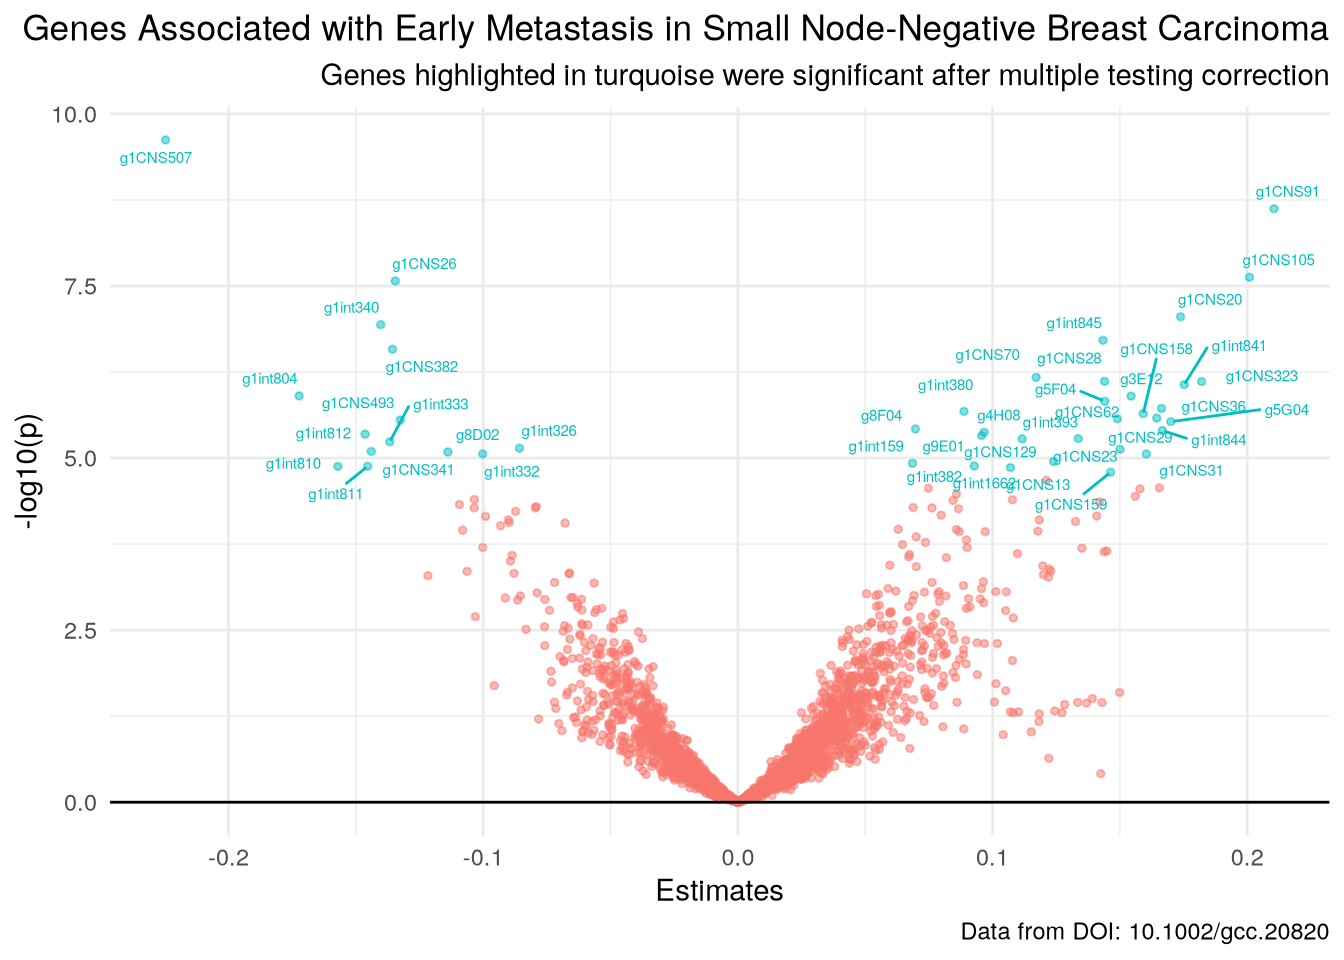 Genes Associated with Early Metastasis in Small Node-Negative Breast Carcinoma
Genes highlighted in turquoise were significant after multiple testing correction
10.0
g1CNS507
g1CNS91
g1CNS26
g1CNS105
7.5
g1CNS20
g1int340
g1int845
g1CNS158
g1int841
g1CNS70
g1CNS28
g1CNS382
g1int804
g3E12
g1CNS323
g1int380
g5F04
g1CNS493
g1int333
g1CNS36
g5G04
g8F04
g4H08
g1CNS62
g1int393
g1int812
g8D02
g1int326
g1CNS29
g1int844
g1int159
g9E01
g1CNS129
g1CNS23
5.0
g1int810
g1CNS341
g1int332
g1CNS31
g1int382
g1int1662
g1CNS13
g1int811
g1CNS159
-log10(p)
2.5
0.0
-0.2
-0.1
0.0
0.1
0.2
Estimates
Data from DOI: 10.1002/gcc.20820